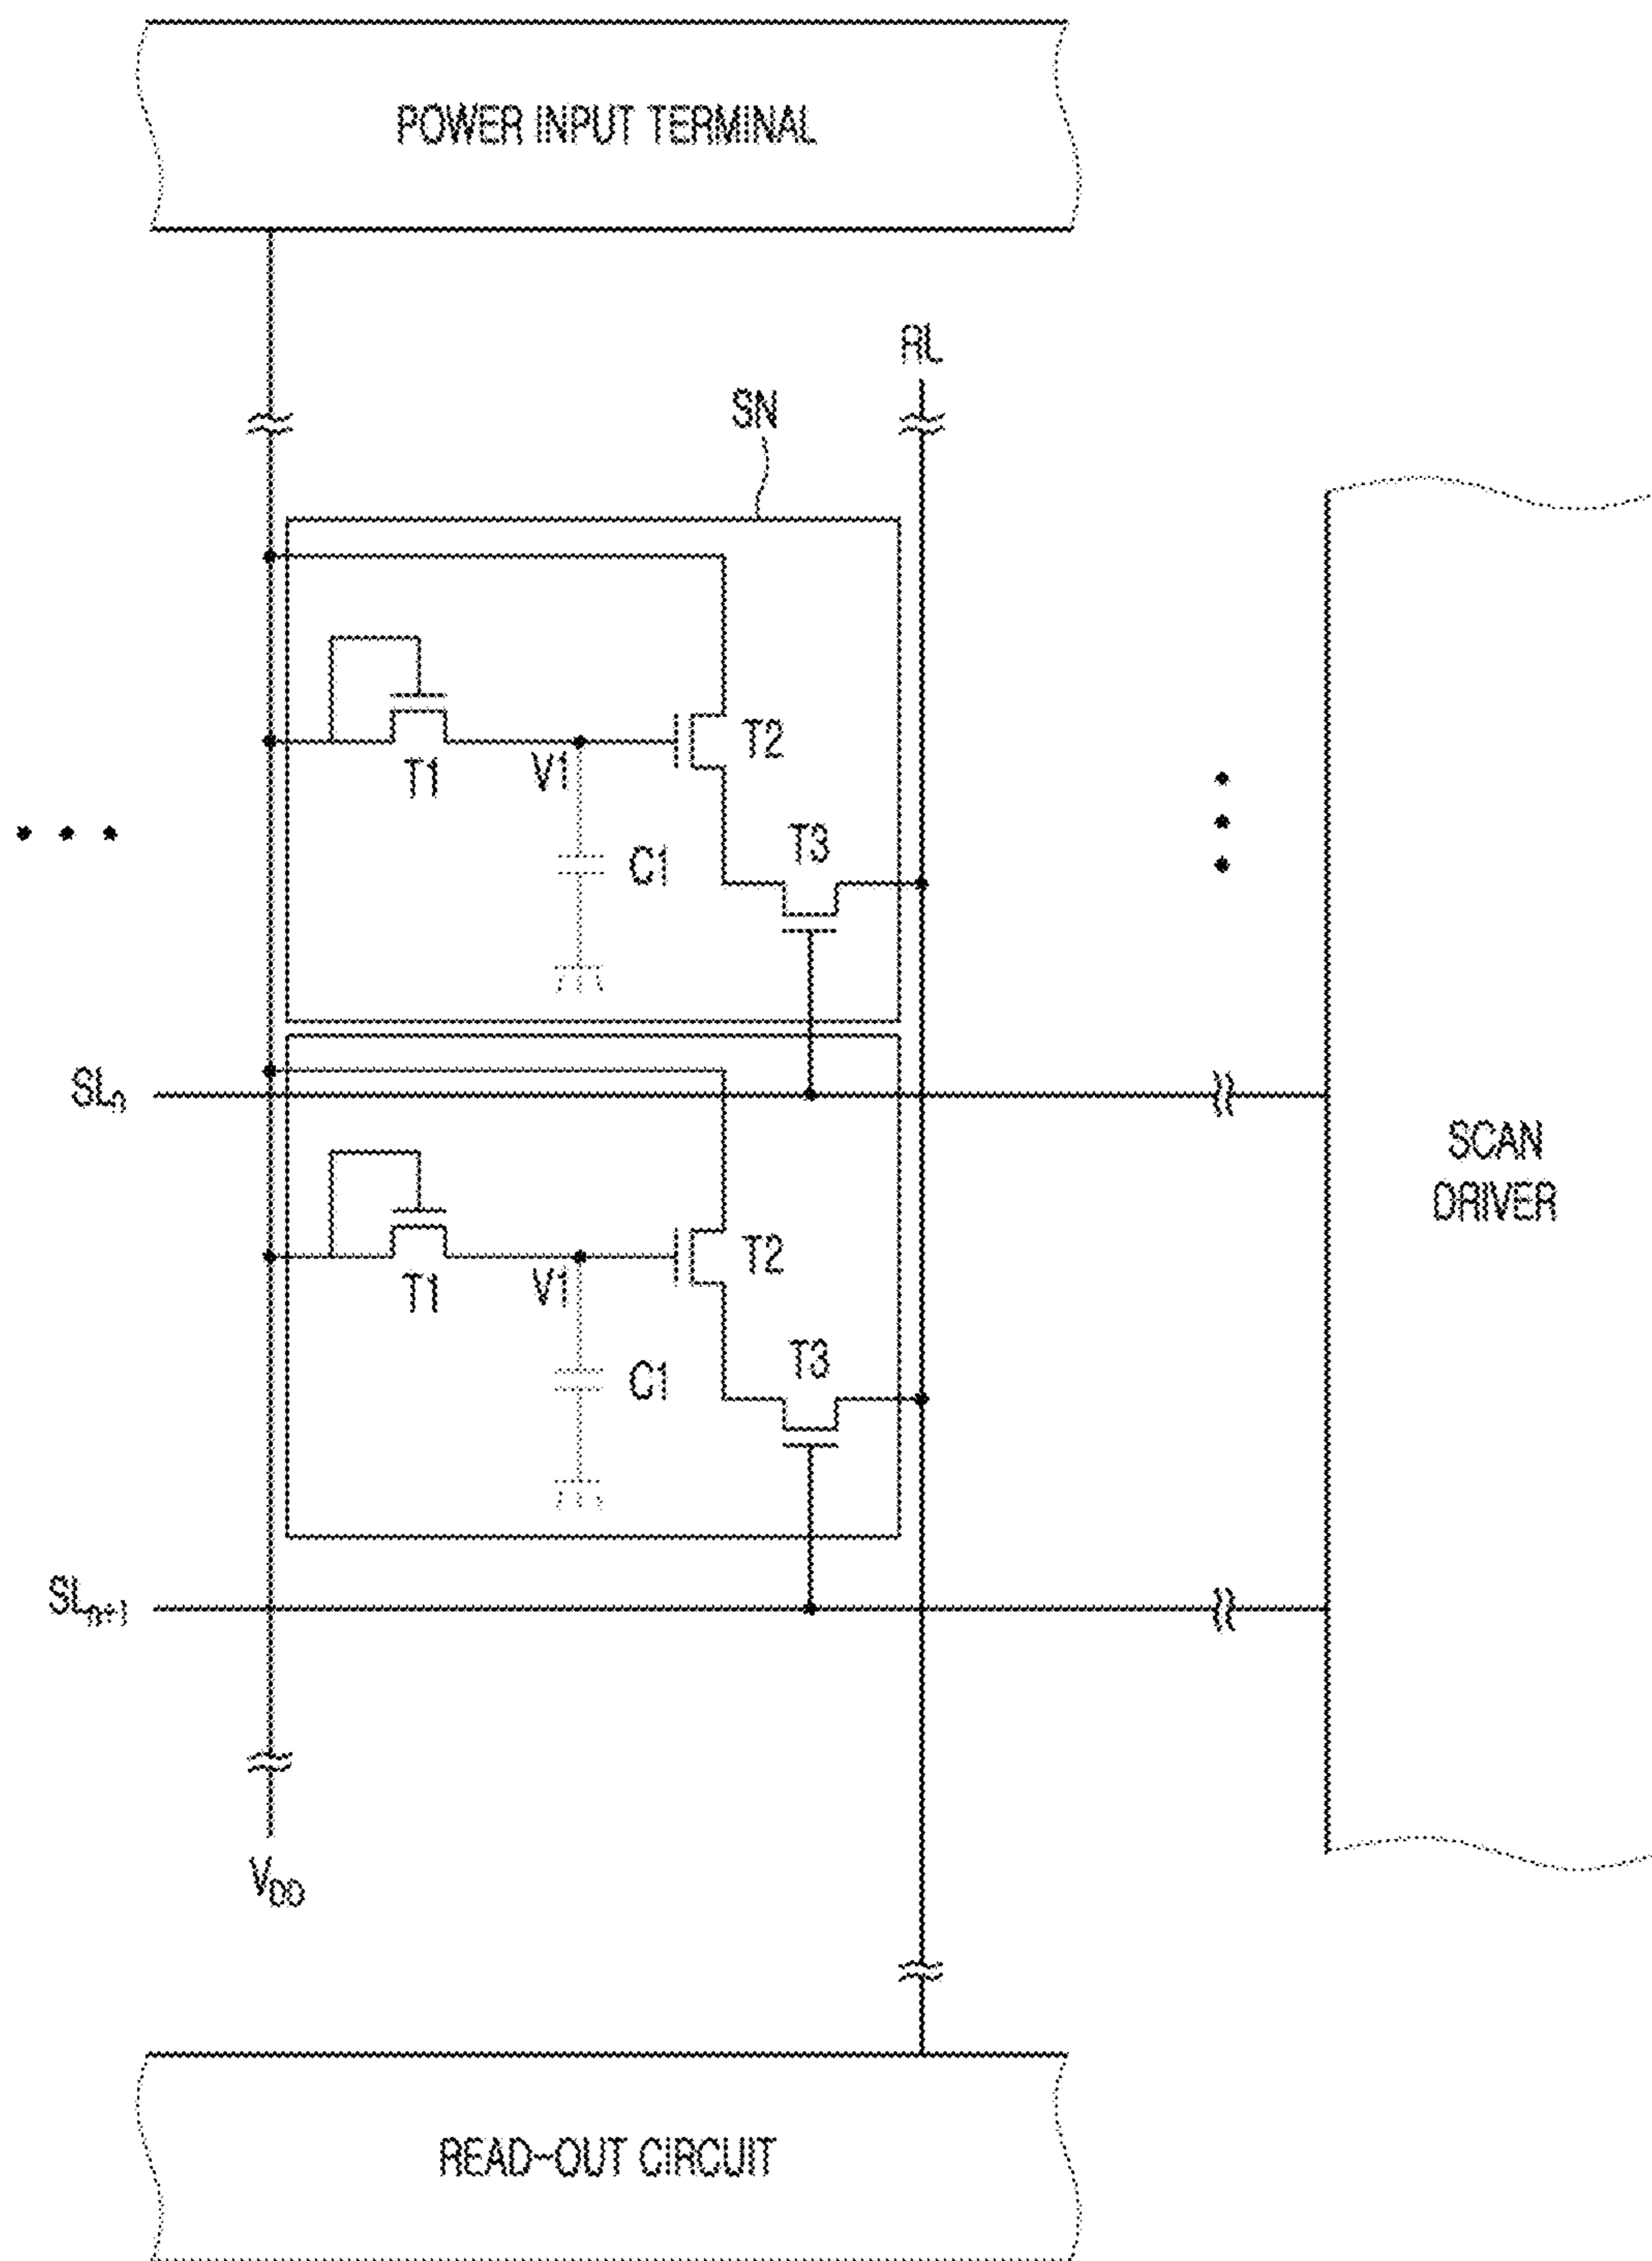 POWER INPUT TERMINAL
RL
SN
T2
V1
T1
T3
C1
SLn
SCAN
DRIVER
T2
V1
T1
T3
C1
SLn+1
VDD
READ-OUT CIRCUIT